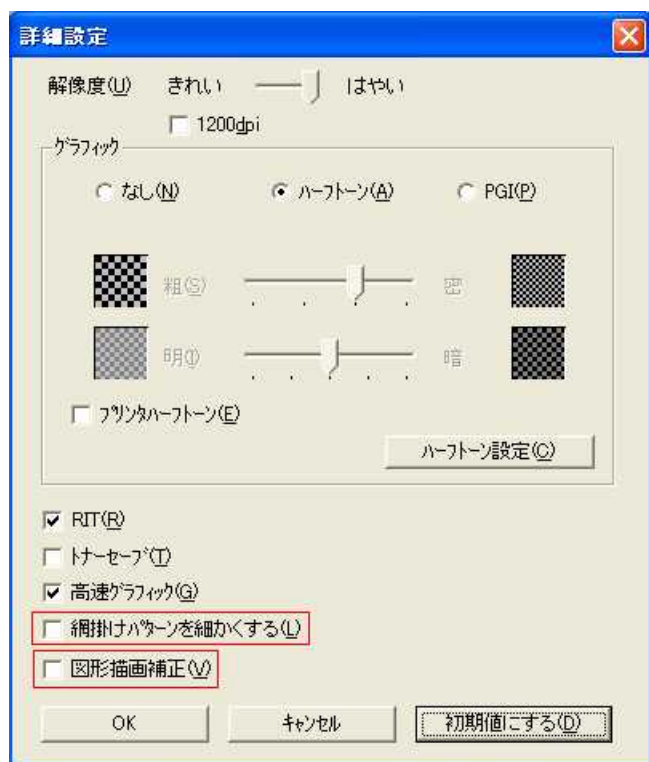 詳細設定
解像度(U) きれい はやい
1200dpi
グラフィック
なし(N) ハーフトーン(A) PGI(P)
粗(S) 密
明(I) 暗
プリンタハーフトーン(E)
ハーフトーン設定(C)
RIT(R)
トナーセーブ(T)
高速グラフィック(G)
網掛けパターンを細かくする(L)
図形描画補正(V)
OK キャンセル 初期値にする(D)